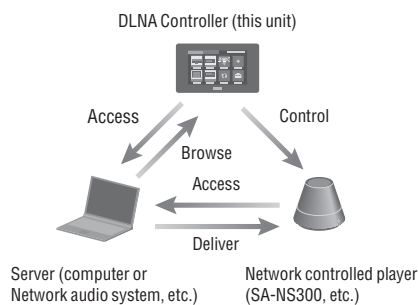 DLNA Controller (this unit)
Access
Control
Browse
Access
Deliver
Server (computer or
Network audio system, etc.)
Network controlled player
(SA-NS300, etc.)